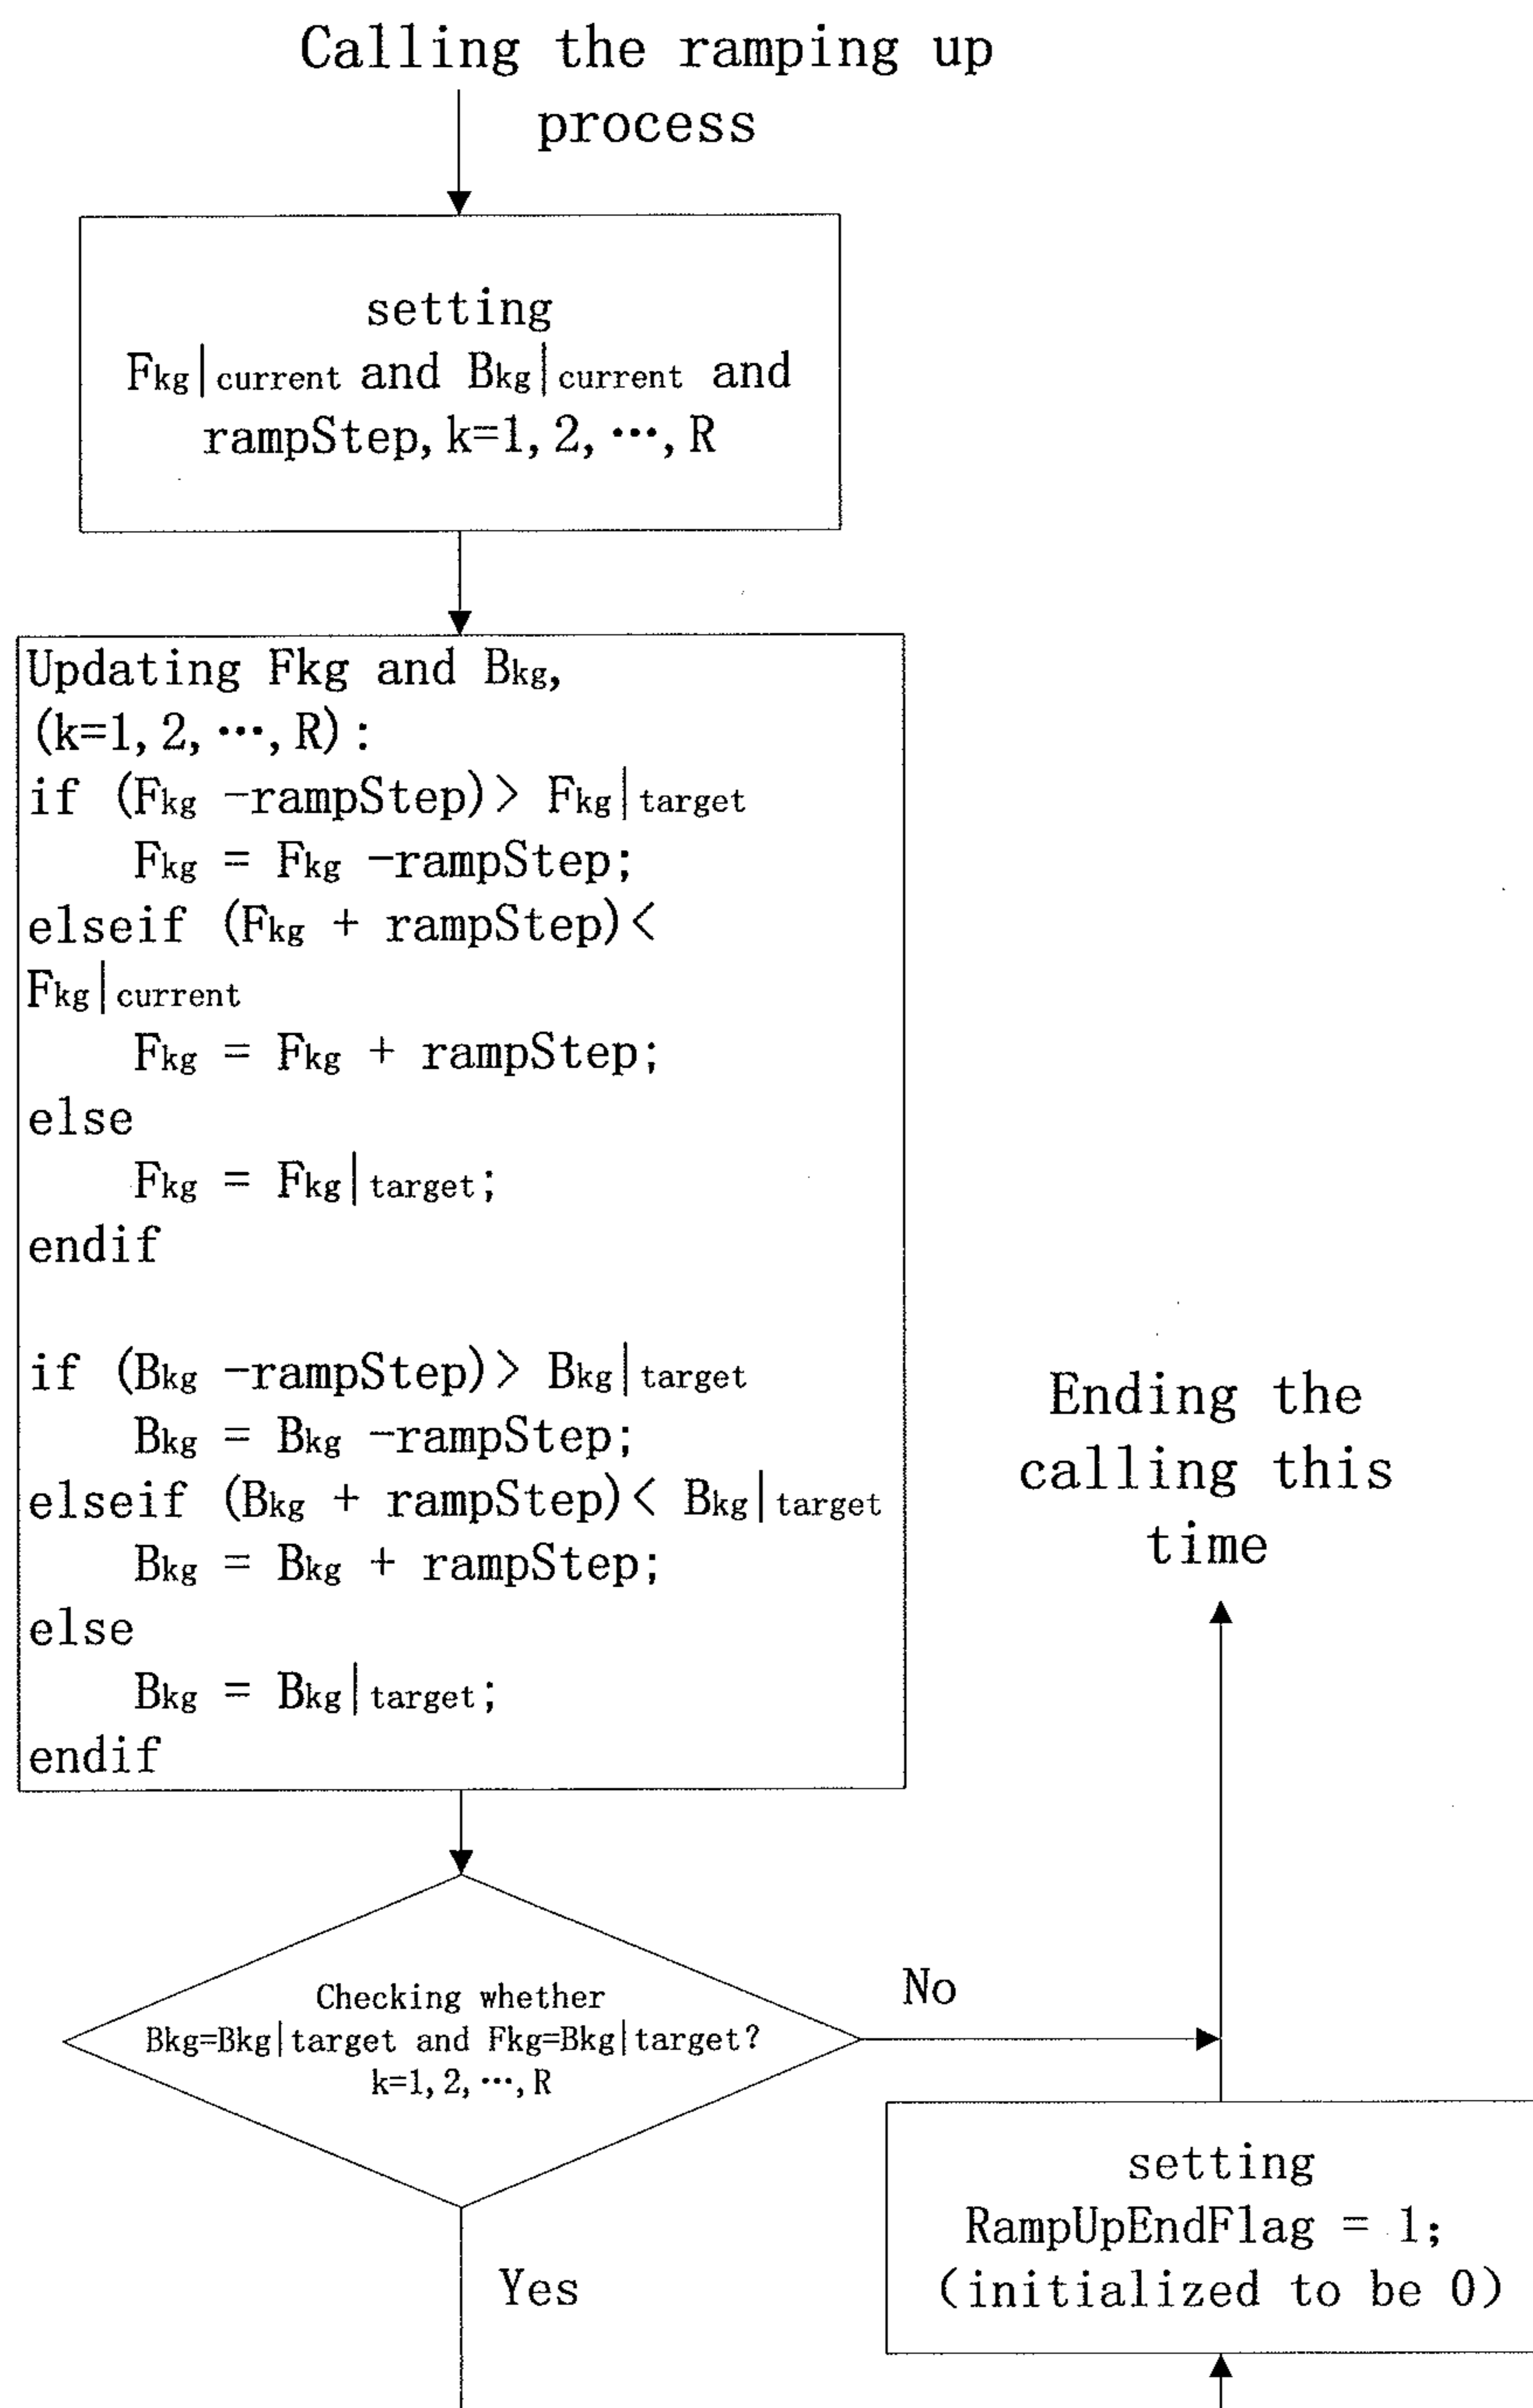 Calling the ramping up
process
setting
Fkg|current and Bkg|current and
rampStep, k=1, 2, ···, R
Updating Fkg and Bkg,
(k=1, 2, ···, R) :
if (Fkg -rampStep)> Fkg|target
Fkg = Fkg -rampStep;
elseif (Fkg + rampStep)<
Fkg|current
Fkg = Fkg + rampStep;
else
Fkg = Fkg|target;
endif
if (Bkg -rampStep)> Bkg|target
Bkg = Bkg -rampStep;
elseif (Bkg + rampStep)< Bkg|target
Bkg = Bkg + rampStep;
else
Bkg = Bkg|target;
endif
Ending the
calling this
time
Checking whether
Bkg=Bkg|target and Fkg=Bkg|target?
k=1, 2, ···, R
No
Yes
setting
RampUpEndFlag = 1;
(initialized to be 0)